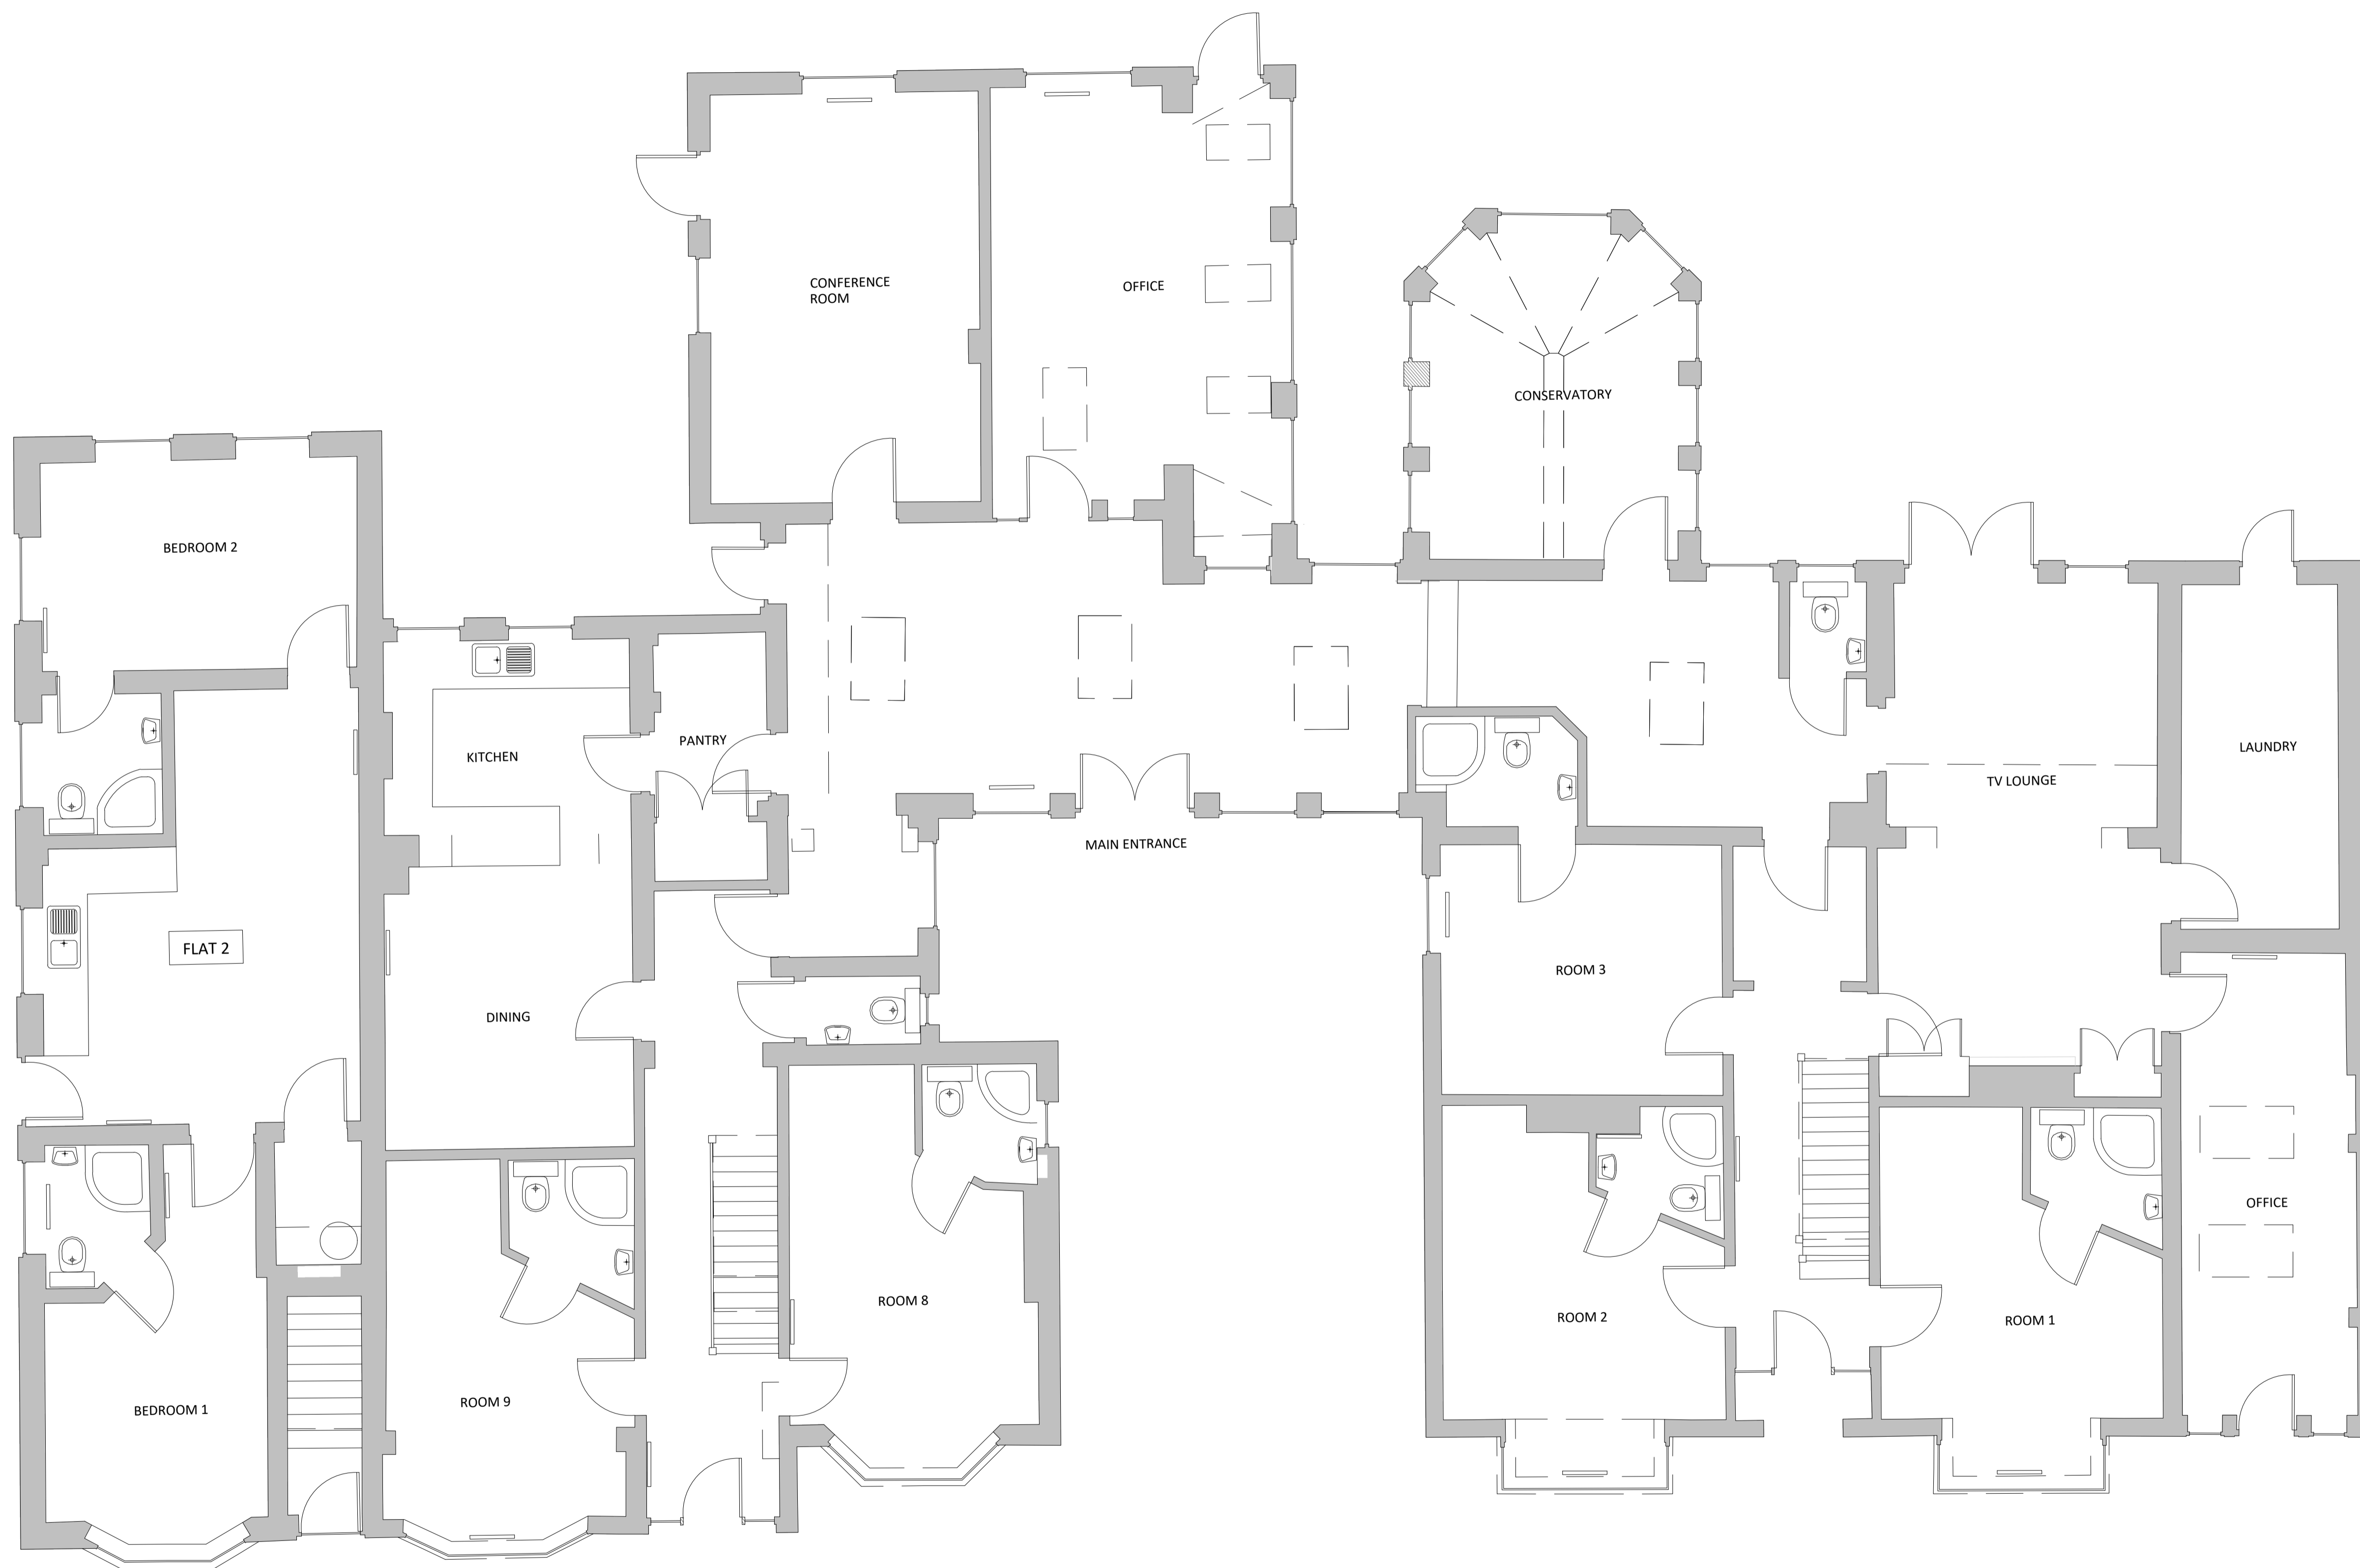 CONFERENCE
ROOM
OFFICE
CONSERVATORY
BEDROOM 2
KITCHEN
PANTRY
MAIN ENTRANCE
TV LOUNGE
LAUNDRY
FLAT 2
DINING
ROOM 3
OFFICE
ROOM 8
ROOM 2
ROOM 1
BEDROOM 1
ROOM 9